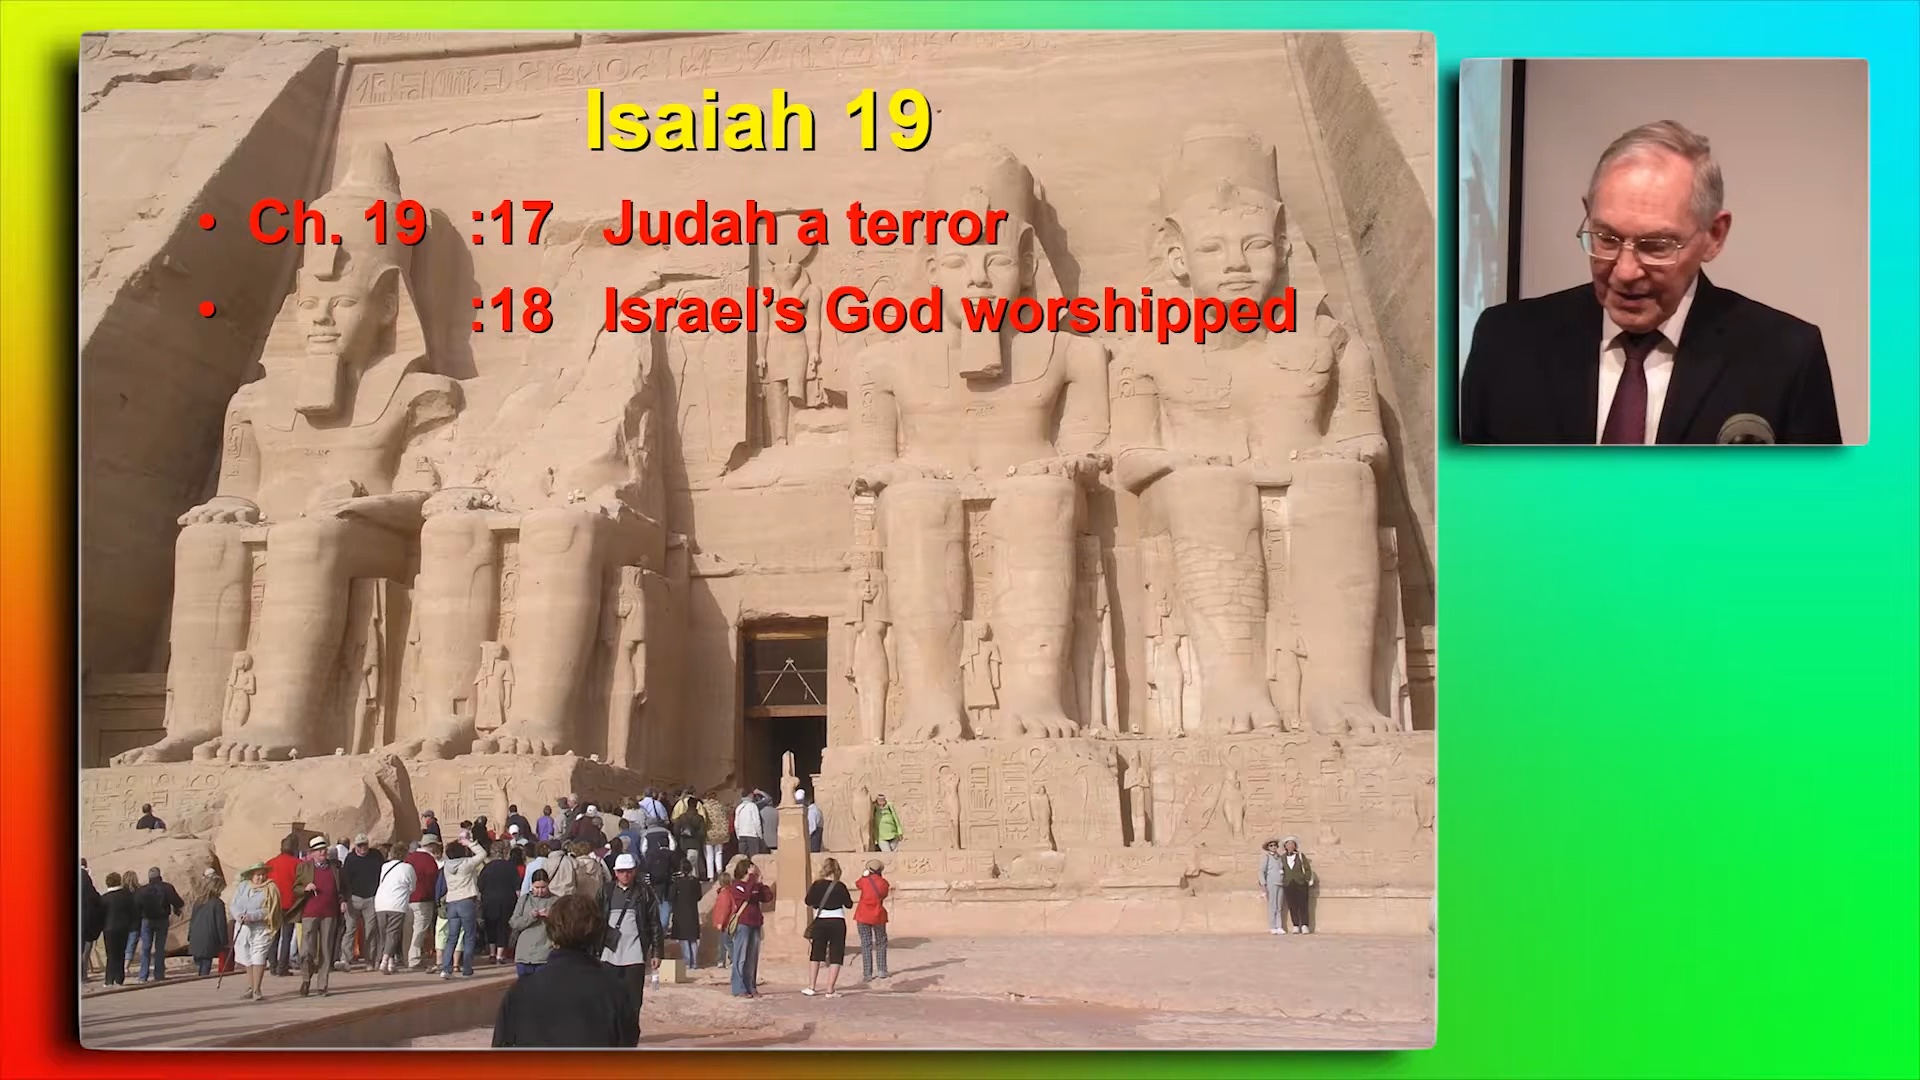 Isaiah 19
• Ch. 19 :17 Judah a terror
• :18 Israel's God worshipped